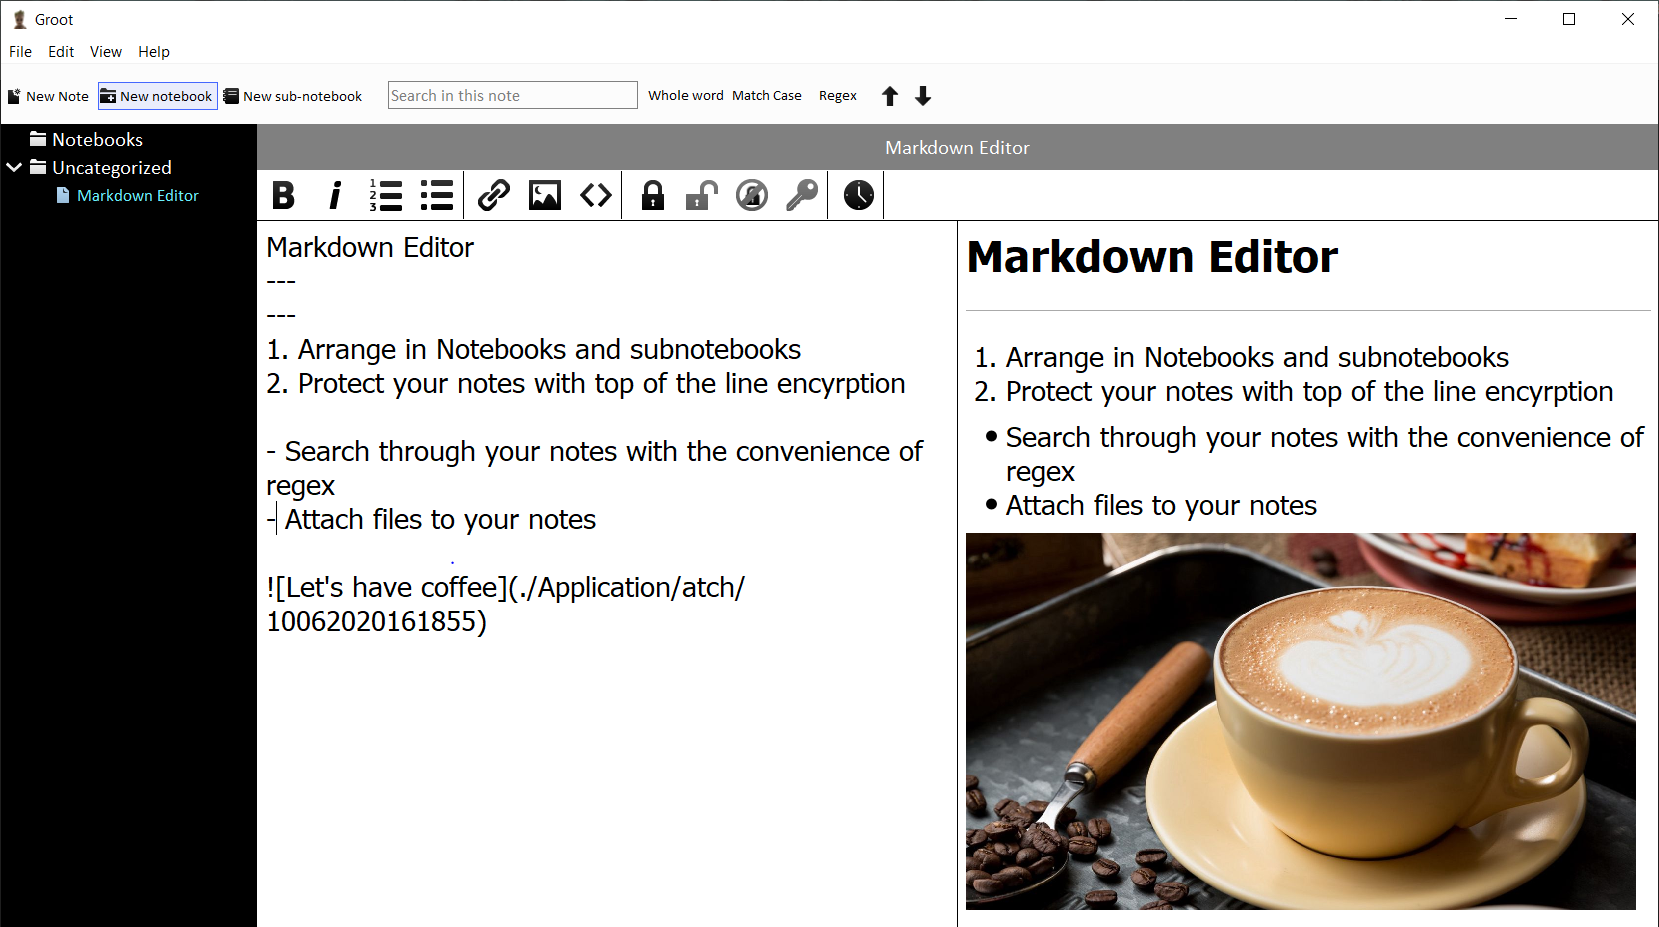 Groot
File Edit View Help
New Note New notebook New sub-notebook Search in this note Whole word Match Case Regex
Notebooks
Uncategorized
Markdown Editor
Markdown Editor
B i 1 2 3
Markdown Editor
---
---
1. Arrange in Notebooks and subnotebooks
2. Protect your notes with top of the line encyrption
- Search through your notes with the convenience of
regex
- Attach files to your notes
![Let's have coffee](./Application/atch/
10062020161855)
Markdown Editor
1. Arrange in Notebooks and subnotebooks
2. Protect your notes with top of the line encyrption
• Search through your notes with the convenience of
regex
• Attach files to your notes